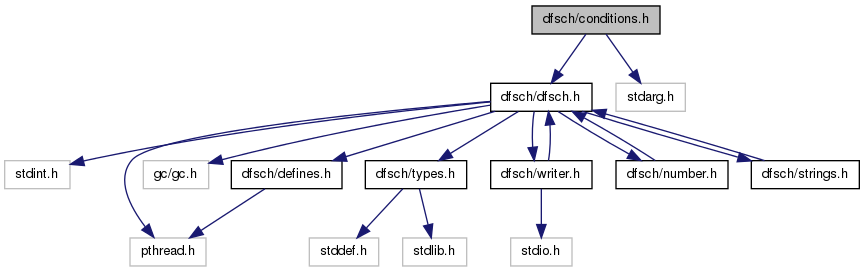 dfsch/conditions.h
dfsch/dfsch.h
stdarg.h
stdint.h
gc/gc.h
dfsch/defines.h
dfsch/types.h
dfsch/writer.h
dfsch/number.h
dfsch/strings.h
pthread.h
stddef.h
stdlib.h
stdio.h